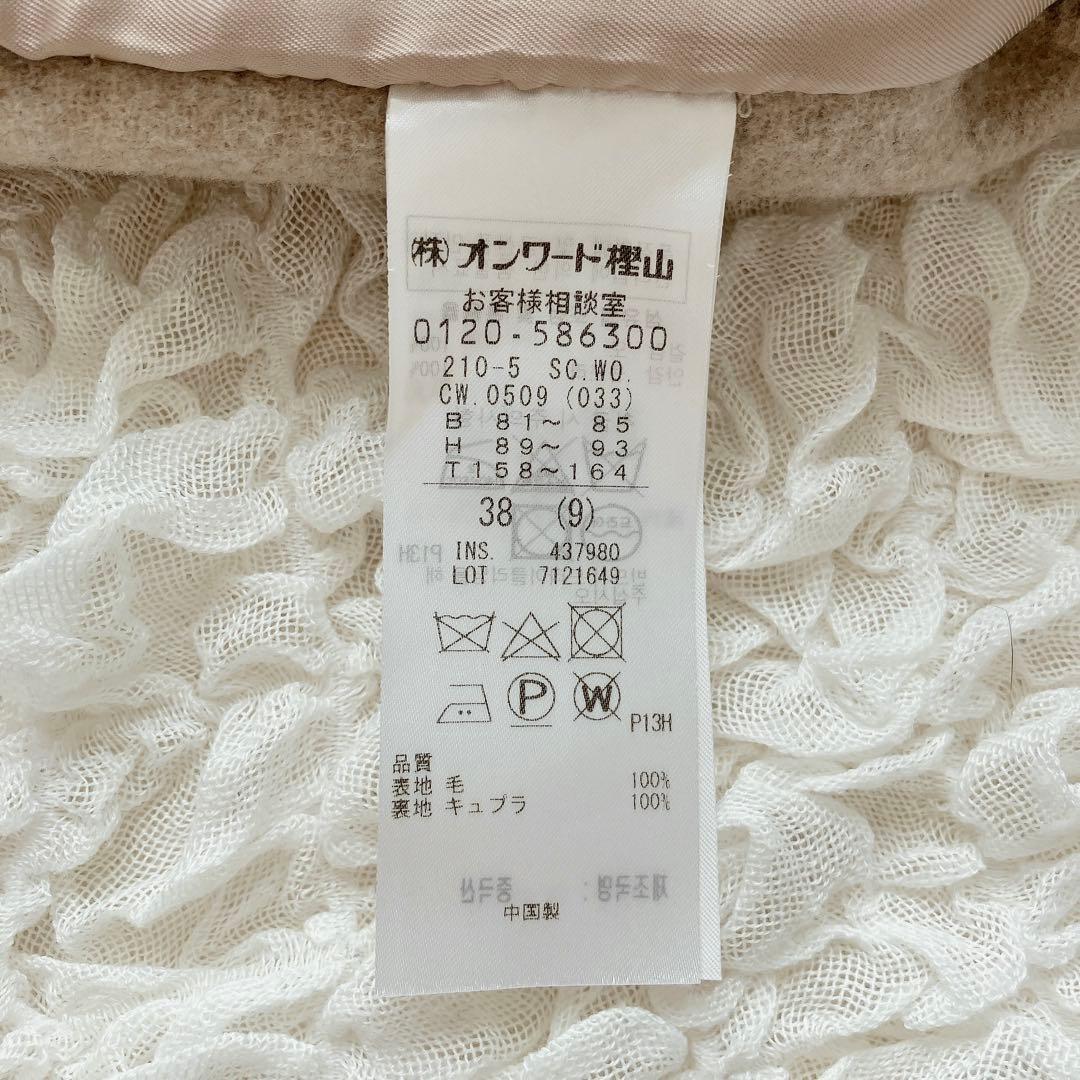 ㈱オンワード樫山
お客様相談室
0120-586300
210-5 SC.WO.
CW.0509 (033)
B 81～ 85
H 89～ 93
T158～164
38 (9)
INS. 437980
LOT 7121649
P
W
P13H
品質
表地 毛 100%
裏地 キュプラ 100%
中国製